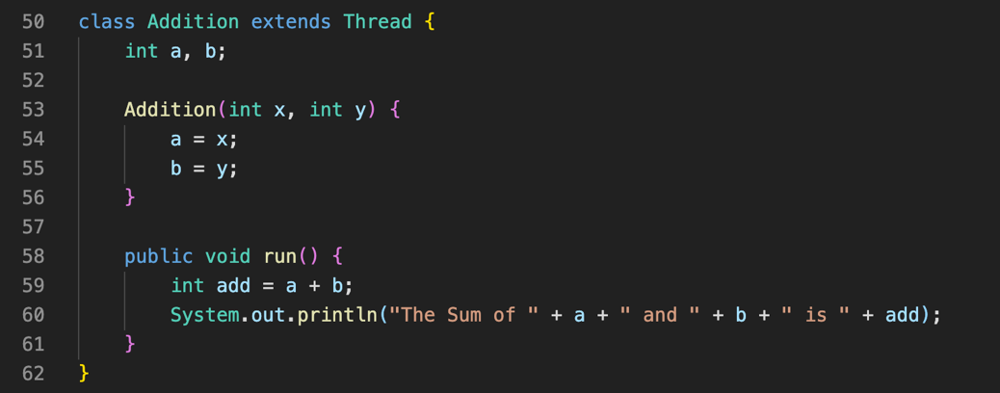 50 class Addition extends Thread {
51     int a, b;
52
53     Addition(int x, int y) {
54         a = x;
55         b = y;
56     }
57
58     public void run() {
59         int add = a + b;
60         System.out.println("The Sum of " + a + " and " + b + " is " + add);
61     }
62 }